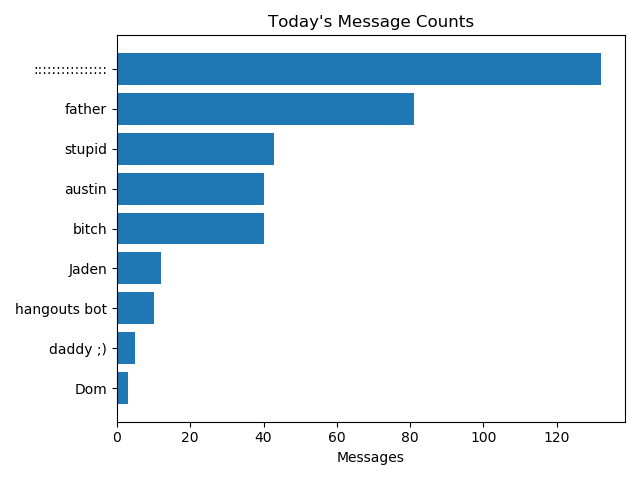 Today's Message Counts
:::::::::::::::
father
stupid
austin
bitch
Jaden
hangouts bot
daddy ;)
Dom
0 20 40 60 80 100 120
Messages